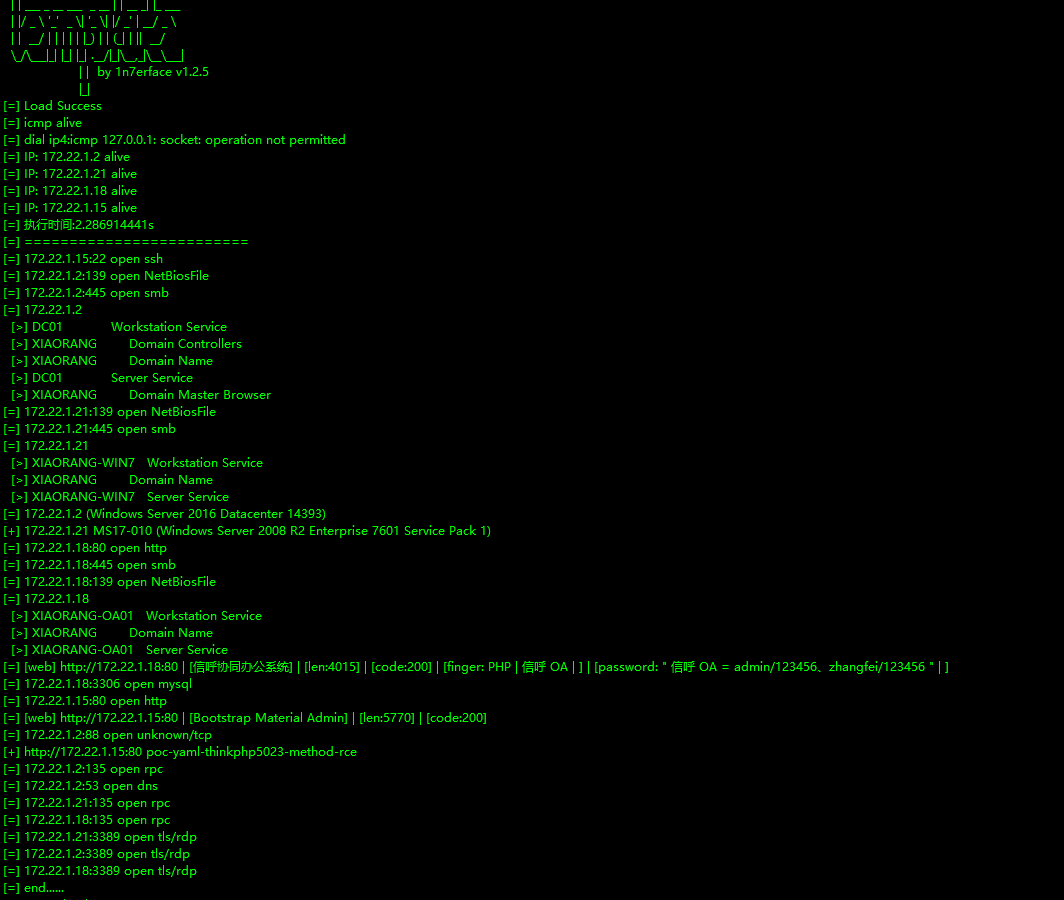 by 1n7erface v1.2.5
[=] Load Success
[=] icmp alive
[=] dial ip4:icmp 127.0.0.1: socket: operation not permitted
[=] IP: 172.22.1.2 alive
[=] IP: 172.22.1.21 alive
[=] IP: 172.22.1.18 alive
[=] IP: 172.22.1.15 alive
[=] 执行时间:2.286914441s
[=] =========================
[=] 172.22.1.15:22 open ssh
[=] 172.22.1.2:139 open NetBiosFile
[=] 172.22.1.2:445 open smb
[=] 172.22.1.2
[>] DC01 Workstation Service
[>] XIAORANG Domain Controllers
[>] XIAORANG Domain Name
[>] DC01 Server Service
[>] XIAORANG Domain Master Browser
[=] 172.22.1.21:139 open NetBiosFile
[=] 172.22.1.21:445 open smb
[=] 172.22.1.21
[>] XIAORANG-WIN7 Workstation Service
[>] XIAORANG Domain Name
[>] XIAORANG-WIN7 Server Service
[=] 172.22.1.2 (Windows Server 2016 Datacenter 14393)
[+] 172.22.1.21 MS17-010 (Windows Server 2008 R2 Enterprise 7601 Service Pack 1)
[=] 172.22.1.18:80 open http
[=] 172.22.1.18:445 open smb
[=] 172.22.1.18:139 open NetBiosFile
[=] 172.22.1.18
[>] XIAORANG-OA01 Workstation Service
[>] XIAORANG Domain Name
[>] XIAORANG-OA01 Server Service
[=] [web] http://172.22.1.18:80 | [信呼协同办公系统] | [len:4015] | [code:200] | [finger: PHP | 信呼 OA | ] | [password: " 信呼 OA = admin/123456、zhangfei/123456 " | ]
[=] 172.22.1.18:3306 open mysql
[=] 172.22.1.15:80 open http
[=] [web] http://172.22.1.15:80 | [Bootstrap Material Admin] | [len:5770] | [code:200]
[=] 172.22.1.2:88 open unknown/tcp
[+] http://172.22.1.15:80 poc-yaml-thinkphp5023-method-rce
[=] 172.22.1.2:135 open rpc
[=] 172.22.1.2:53 open dns
[=] 172.22.1.21:135 open rpc
[=] 172.22.1.18:135 open rpc
[=] 172.22.1.21:3389 open tls/rdp
[=] 172.22.1.2:3389 open tls/rdp
[=] 172.22.1.18:3389 open tls/rdp
[=] end......